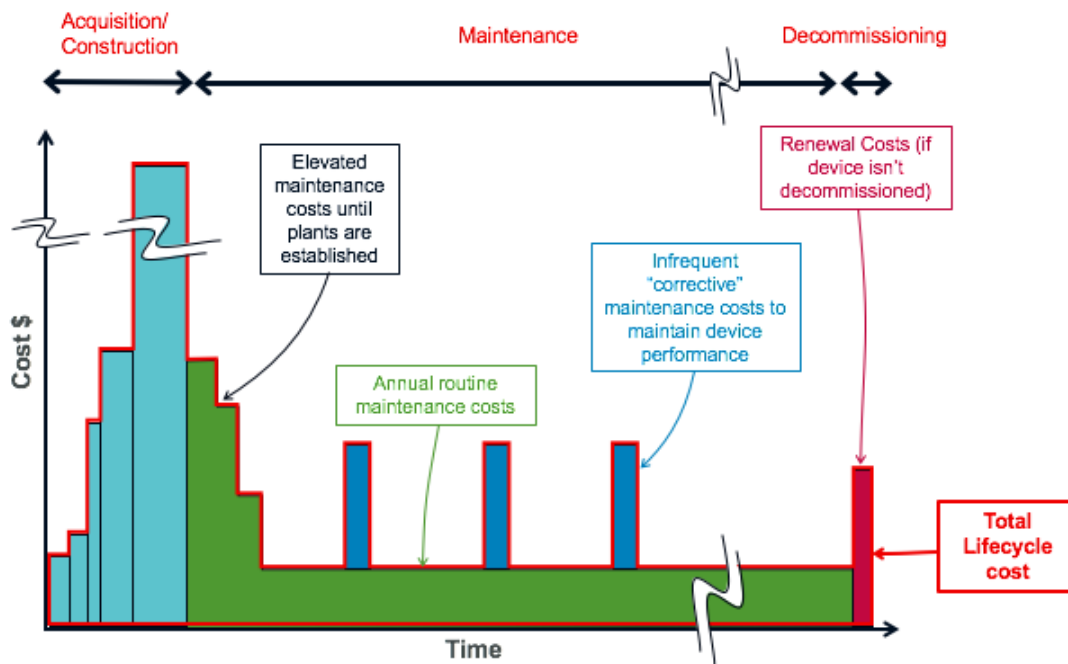 Acquisition/
Construction
Maintenance
Decommissioning
Elevated
maintenance
costs until
plants are
established
Renewal Costs (if
device isn't
decommissioned)
Infrequent
“corrective”
maintenance costs to
maintain device
performance
Annual routine
maintenance costs
Cost $
Total
Lifecycle
cost
Time